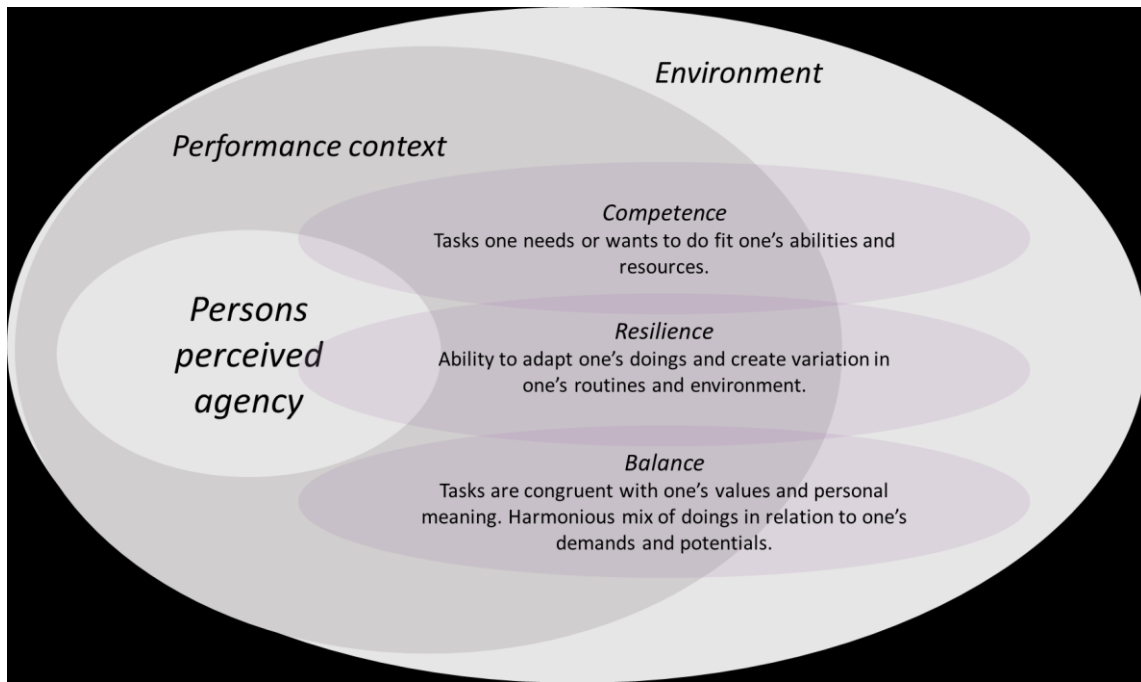 Environment
Performance context
Competence
Tasks one needs or wants to do fit one's abilities and
resources.
Persons
perceived
agency
Resilience
Ability to adapt one's doings and create variation in
one's routines and environment.
Balance
Tasks are congruent with one's values and personal
meaning. Harmonious mix of doings in relation to one's
demands and potentials.